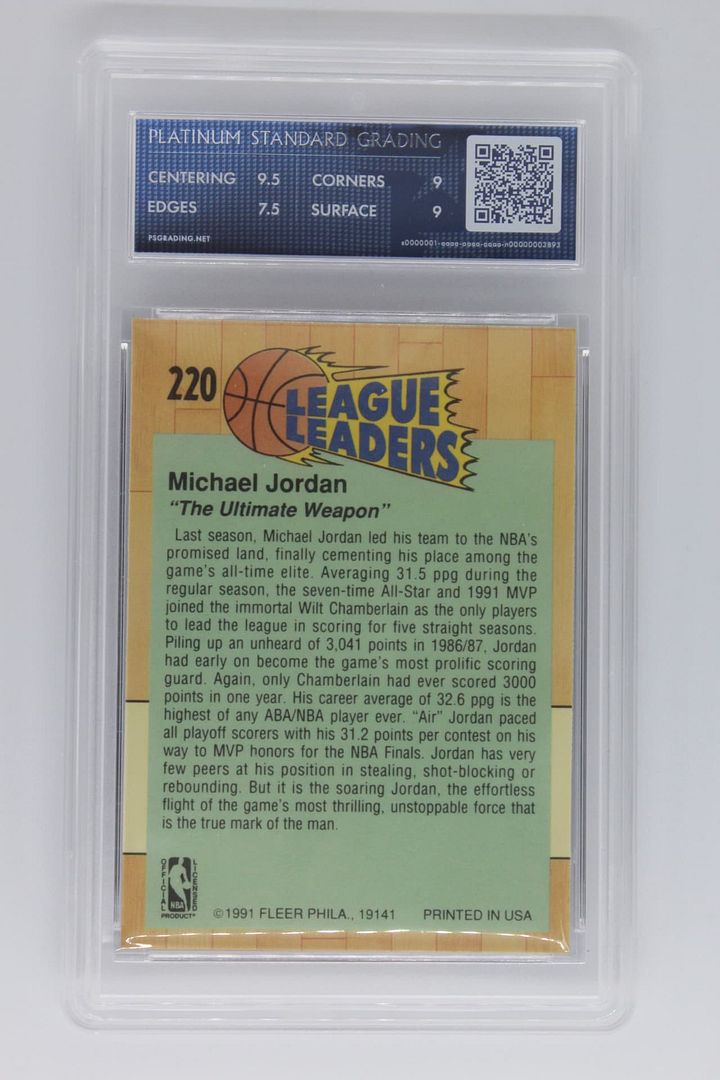 PLATINUM STANDARD GRADING
CENTERING 9.5 CORNERS 9
EDGES 7.5 SURFACE 9
PSGRADING.NET
220
LEAGUE
LEADERS
Michael Jordan
“The Ultimate Weapon”
Last season, Michael Jordan led his team to the NBA's
promised land, finally cementing his place among the
game's all-time elite. Averaging 31.5 ppg during the
regular season, the seven-time All-Star and 1991 MVP
joined the immortal Wilt Chamberlain as the only players
to lead the league in scoring for five straight seasons.
Piling up an unheard of 3,041 points in 1986/87, Jordan
had early on become the game's most prolific scoring
guard. Again, only Chamberlain had ever scored 3000
points in one year. His career average of 32.6 ppg is the
highest of any ABA/NBA player ever. “Air” Jordan paced
all playoff scorers with his 31.2 points per contest on his
way to MVP honors for the NBA Finals. Jordan has very
few peers at his position in stealing, shot-blocking or
rebounding. But it is the soaring Jordan, the effortless
flight of the game's most thrilling, unstoppable force that
is the true mark of the man.
OFFICIAL NBA LICENSED
PRODUCT
©1991 FLEER PHILA., 19141 PRINTED IN USA